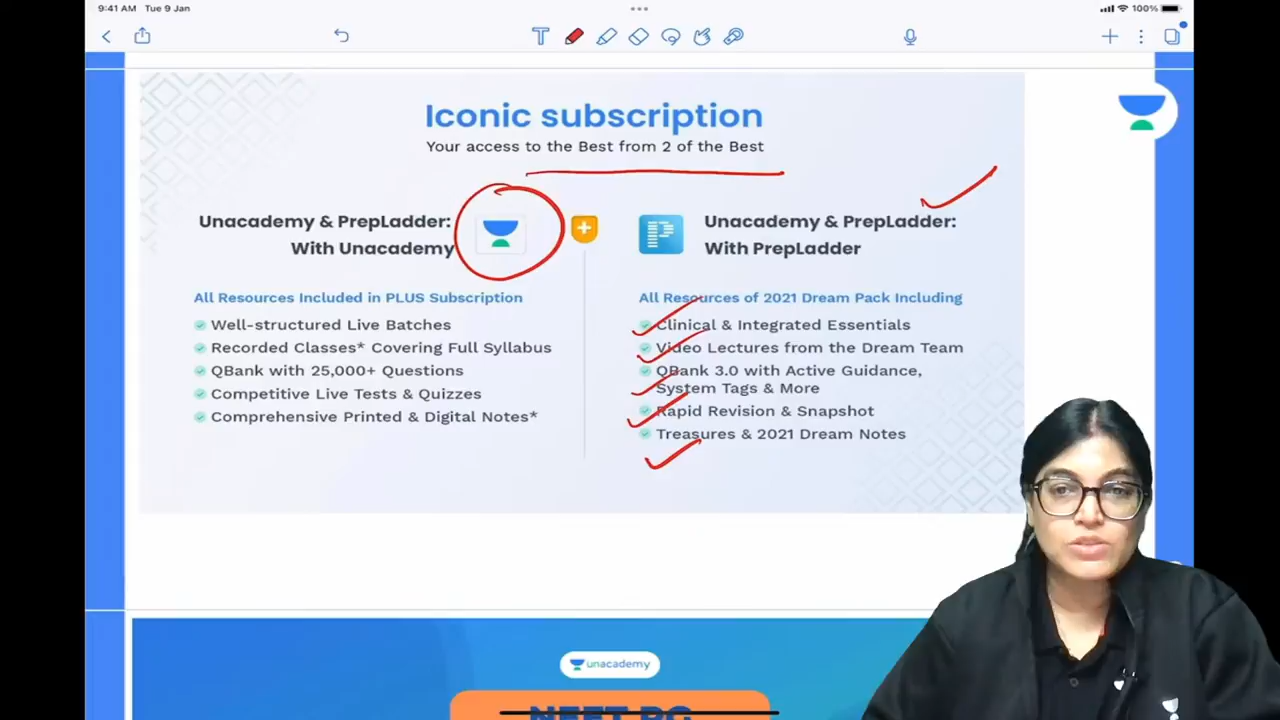 9:41 AM Tue 9 Jan
100%
T
Iconic subscription
Your access to the Best from 2 of the Best
Unacademy & PrepLadder:
With Unacademy
All Resources Included in PLUS Subscription
Well-structured Live Batches
Recorded Classes* Covering Full Syllabus
QBank with 25,000+ Questions
Competitive Live Tests & Quizzes
Comprehensive Printed & Digital Notes*
P
Unacademy & PrepLadder:
With PrepLadder
All Resources of 2021 Dream Pack Including
Clinical & Integrated Essentials
Video Lectures from the Dream Team
QBank 3.0 with Active Guidance,
System Tags & More
Rapid Revision & Snapshot
Treasures & 2021 Dream Notes
unacademy
NEET PG